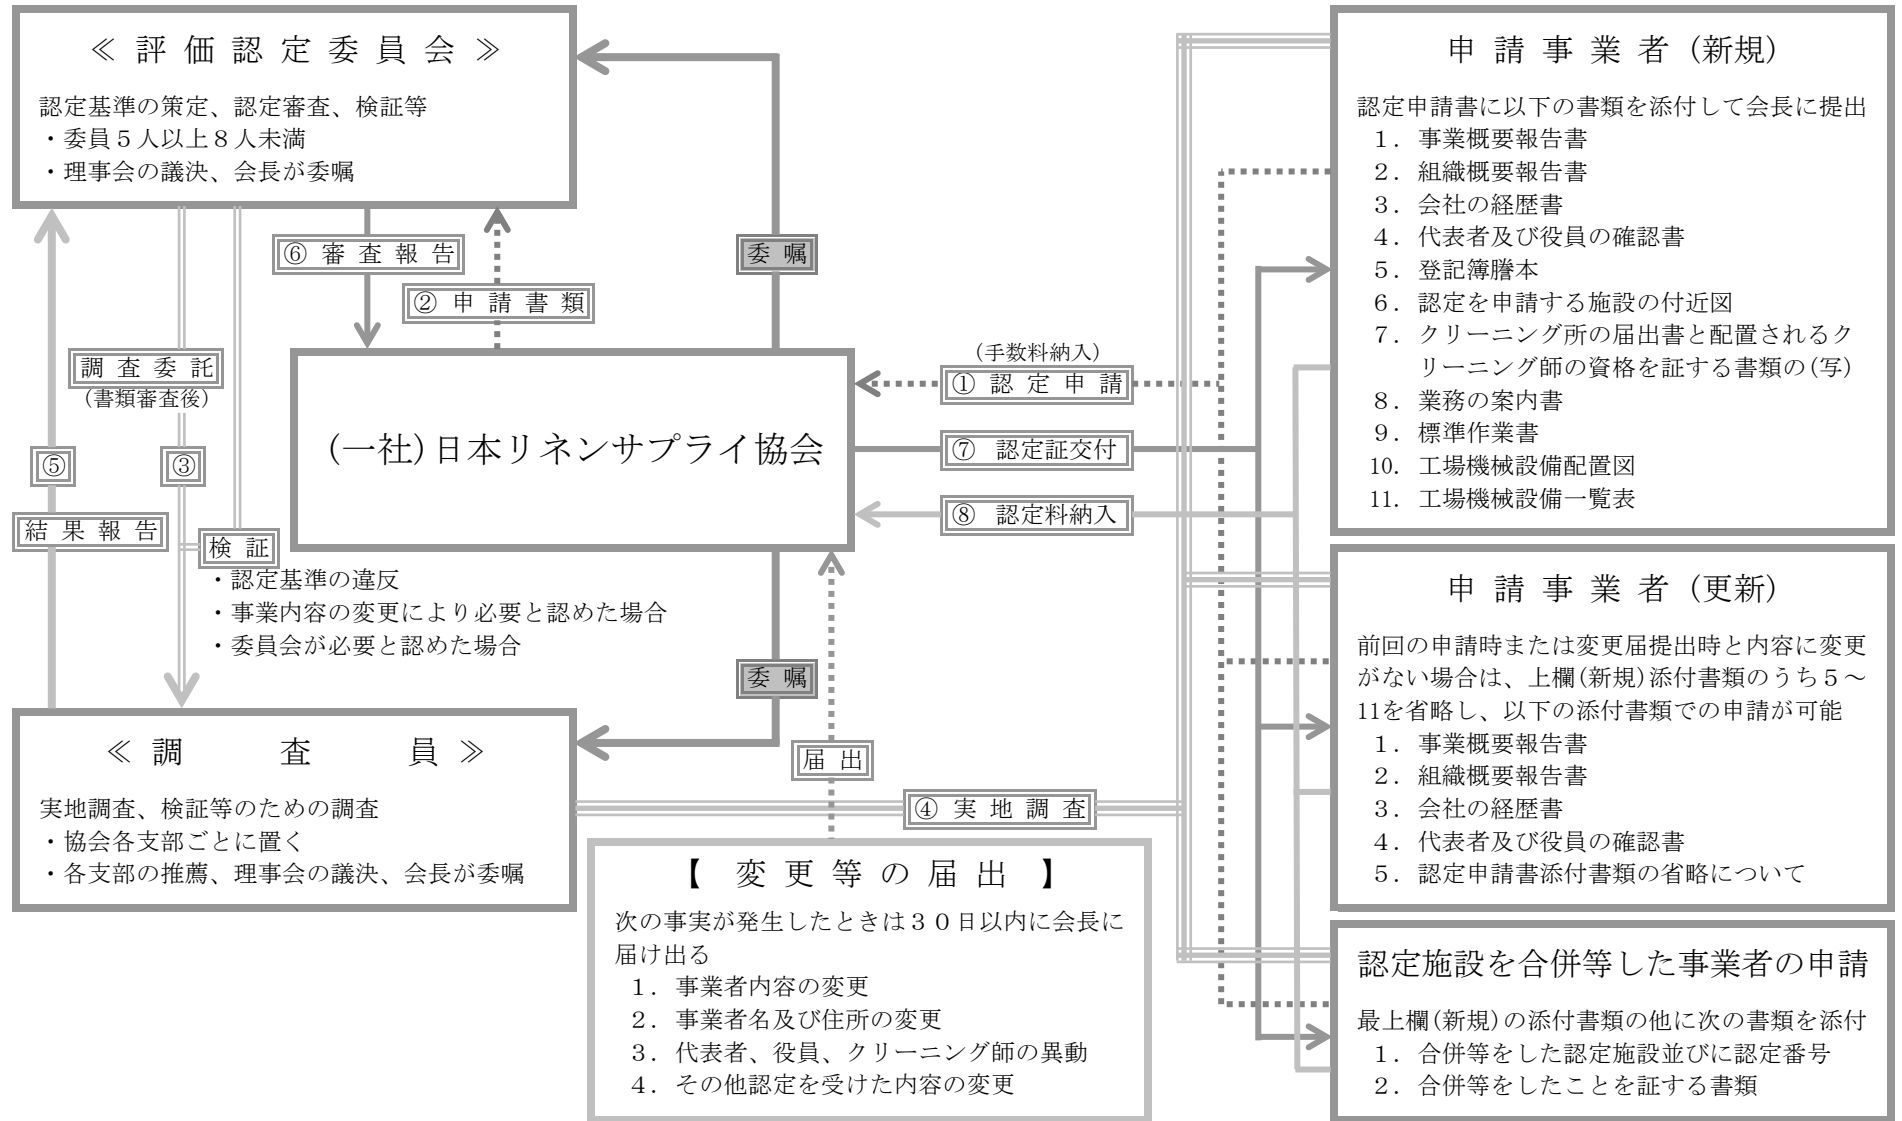 ≪ 評 価 認 定 委 員 会 ≫
認定基準の策定、認定審査、検証等
・委員５人以上８人未満
・理事会の議決、会長が委嘱
⑥ 審 査 報 告
② 申 請 書 類
委 嘱
調 査 委 託
(書類審査後)
⑤
③
結 果 報 告
検 証
・認定基準の違反
・事業内容の変更により必要と認めた場合
・委員会が必要と認めた場合
(一社)日本リネンサプライ協会
(手数料納入)
① 認 定 申 請
⑦ 認定証交付
⑧ 認定料納入
委 嘱
届 出
≪ 調 査 員 ≫
実地調査、検証等のための調査
・協会各支部ごとに置く
・各支部の推薦、理事会の議決、会長が委嘱
④ 実 地 調 査
【 変 更 等 の 届 出 】
次の事実が発生したときは３０日以内に会長に
届け出る
１．事業者内容の変更
２．事業者名及び住所の変更
３．代表者、役員、クリーニング師の異動
４．その他認定を受けた内容の変更
申 請 事 業 者 (新規)
認定申請書に以下の書類を添付して会長に提出
１．事業概要報告書
２．組織概要報告書
３．会社の経歴書
４．代表者及び役員の確認書
５．登記簿謄本
６．認定を申請する施設の付近図
７．クリーニング所の届出書と配置されるク
リーニング師の資格を証する書類の(写)
８．業務の案内書
９．標準作業書
10．工場機械設備配置図
11．工場機械設備一覧表
申 請 事 業 者 (更新)
前回の申請時または変更届提出時と内容に変更
がない場合は、上欄(新規)添付書類のうち５～
11を省略し、以下の添付書類での申請が可能
１．事業概要報告書
２．組織概要報告書
３．会社の経歴書
４．代表者及び役員の確認書
５．認定申請書添付書類の省略について
認定施設を合併等した事業者の申請
最上欄(新規)の添付書類の他に次の書類を添付
１．合併等をした認定施設並びに認定番号
２．合併等をしたことを証する書類